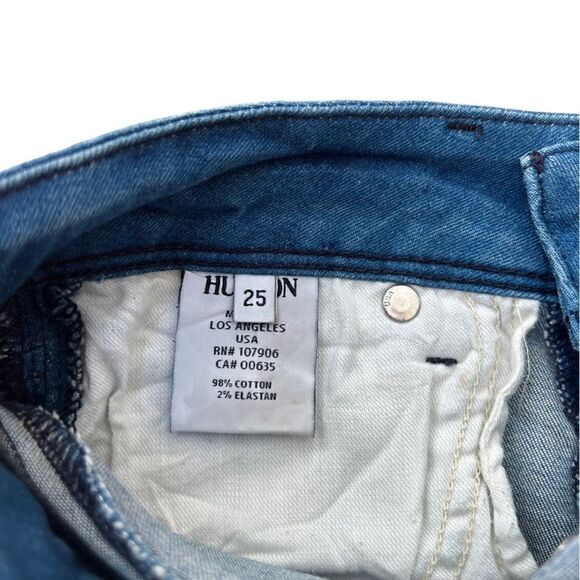 25
LOS ANGELES
USA
RN# 107906
CA# 00635
98% COTTON
2% ELASTAN